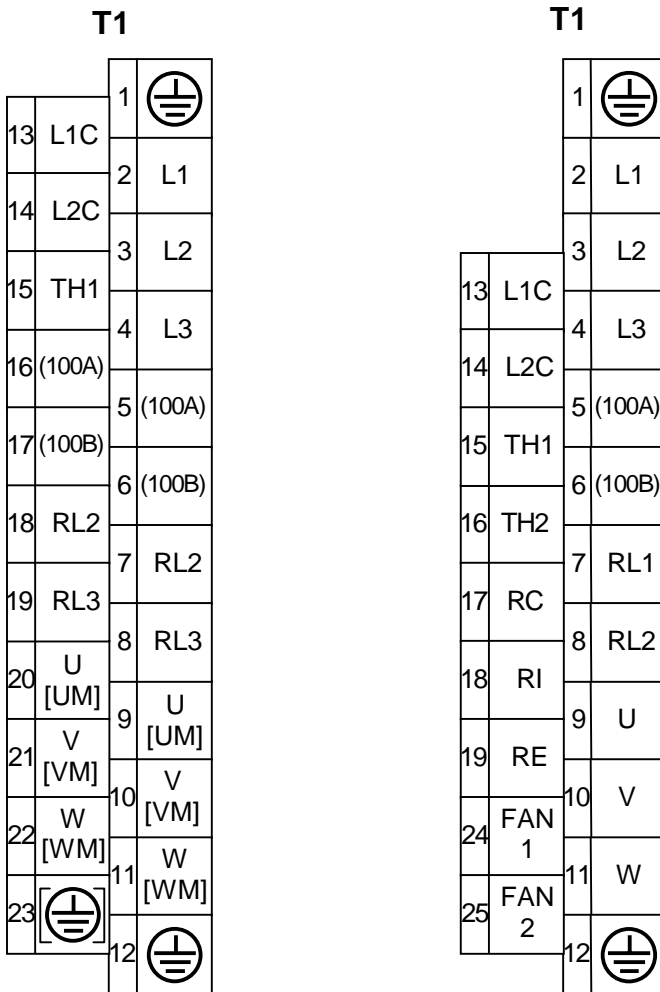 T1
1
13 L1C
2 L1
14 L2C
3 L2
15 TH1
4 L3
16 (100A)
5 (100A)
17 (100B)
6 (100B)
18 RL2
7 RL2
19 RL3
8 RL3
20 U
[UM]
9 U
[UM]
21 V
[VM]
10 V
[VM]
22 W
[WM]
11 W
[WM]
23
12
T1
1
2 L1
3 L2
13 L1C
4 L3
14 L2C
5 (100A)
15 TH1
6 (100B)
16 TH2
7 RL1
17 RC
8 RL2
18 RI
9 U
19 RE
10 V
24 FAN
1
11 W
25 FAN
2
12